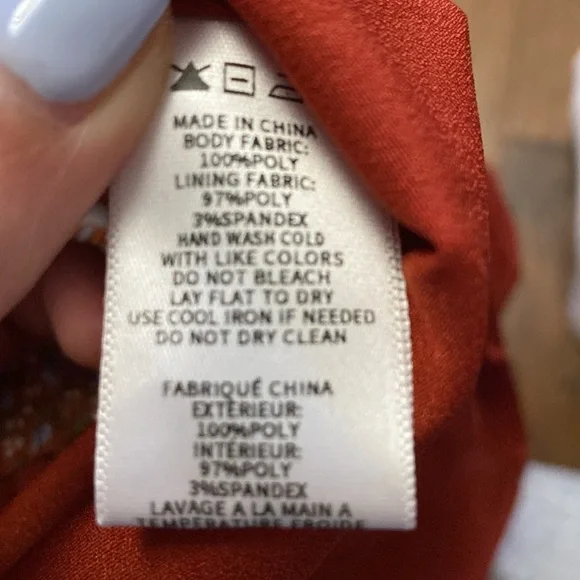 MADE IN CHINA
BODY FABRIC:
100%POLY
LINING FABRIC:
97%POLY
3%SPANDEX
HAND WASH COLD
WITH LIKE COLORS
DO NOT BLEACH
LAY FLAT TO DRY
USE COOL IRON IF NEEDED
DO NOT DRY CLEAN
FABRIQUÉ CHINA
EXTÉRIEUR:
100%POLY
INTÉRIEUR:
97%POLY
3%SPANDEX
LAVAGE A LA MAIN A
TEMPERATURE FROIDE